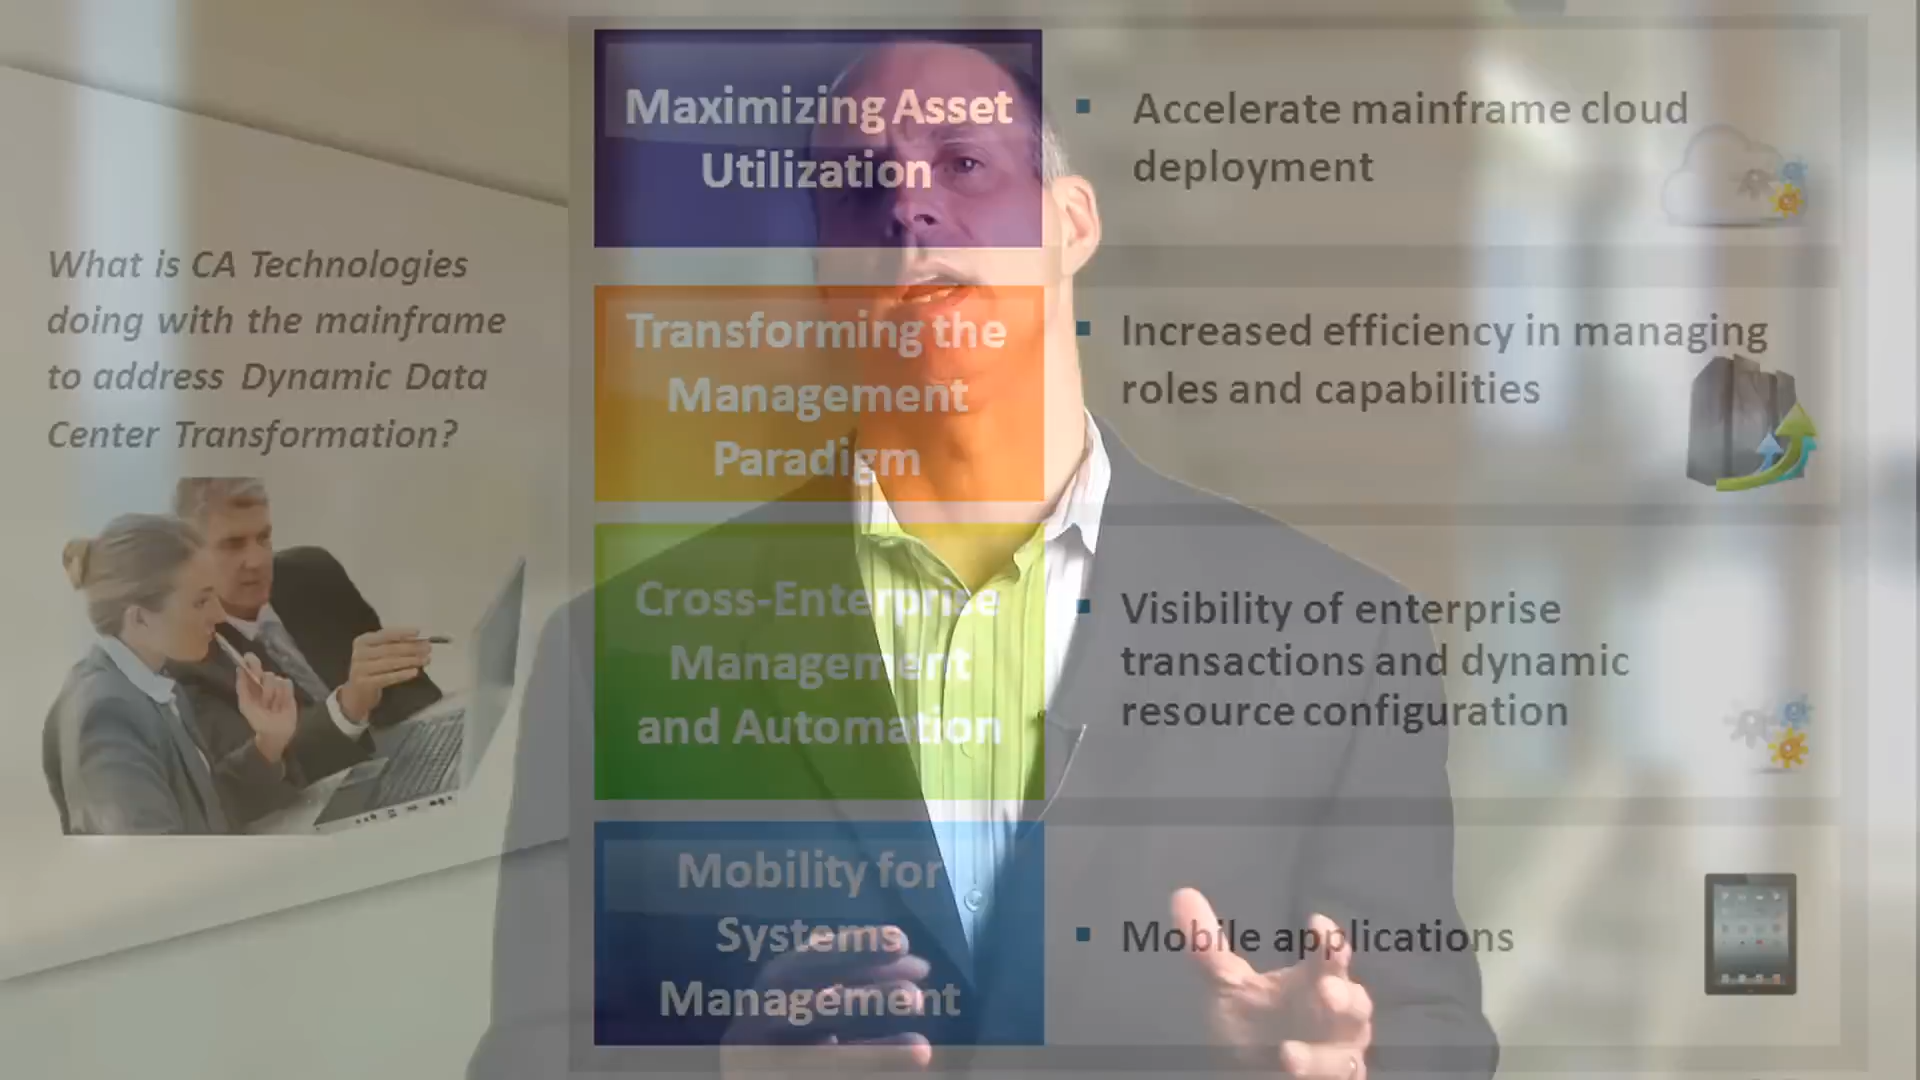 What is CA Technologies
doing with the mainframe
to address Dynamic Data
Center Transformation?
Maximizing Asset
Utilization
▪ Accelerate mainframe cloud
deployment
Transforming the
Management
Paradigm
▪ Increased efficiency in managing
roles and capabilities
Cross-Enterprise
Management
and Automation
▪ Visibility of enterprise
transactions and dynamic
resource configuration
Mobility for
Systems
Management
▪ Mobile applications